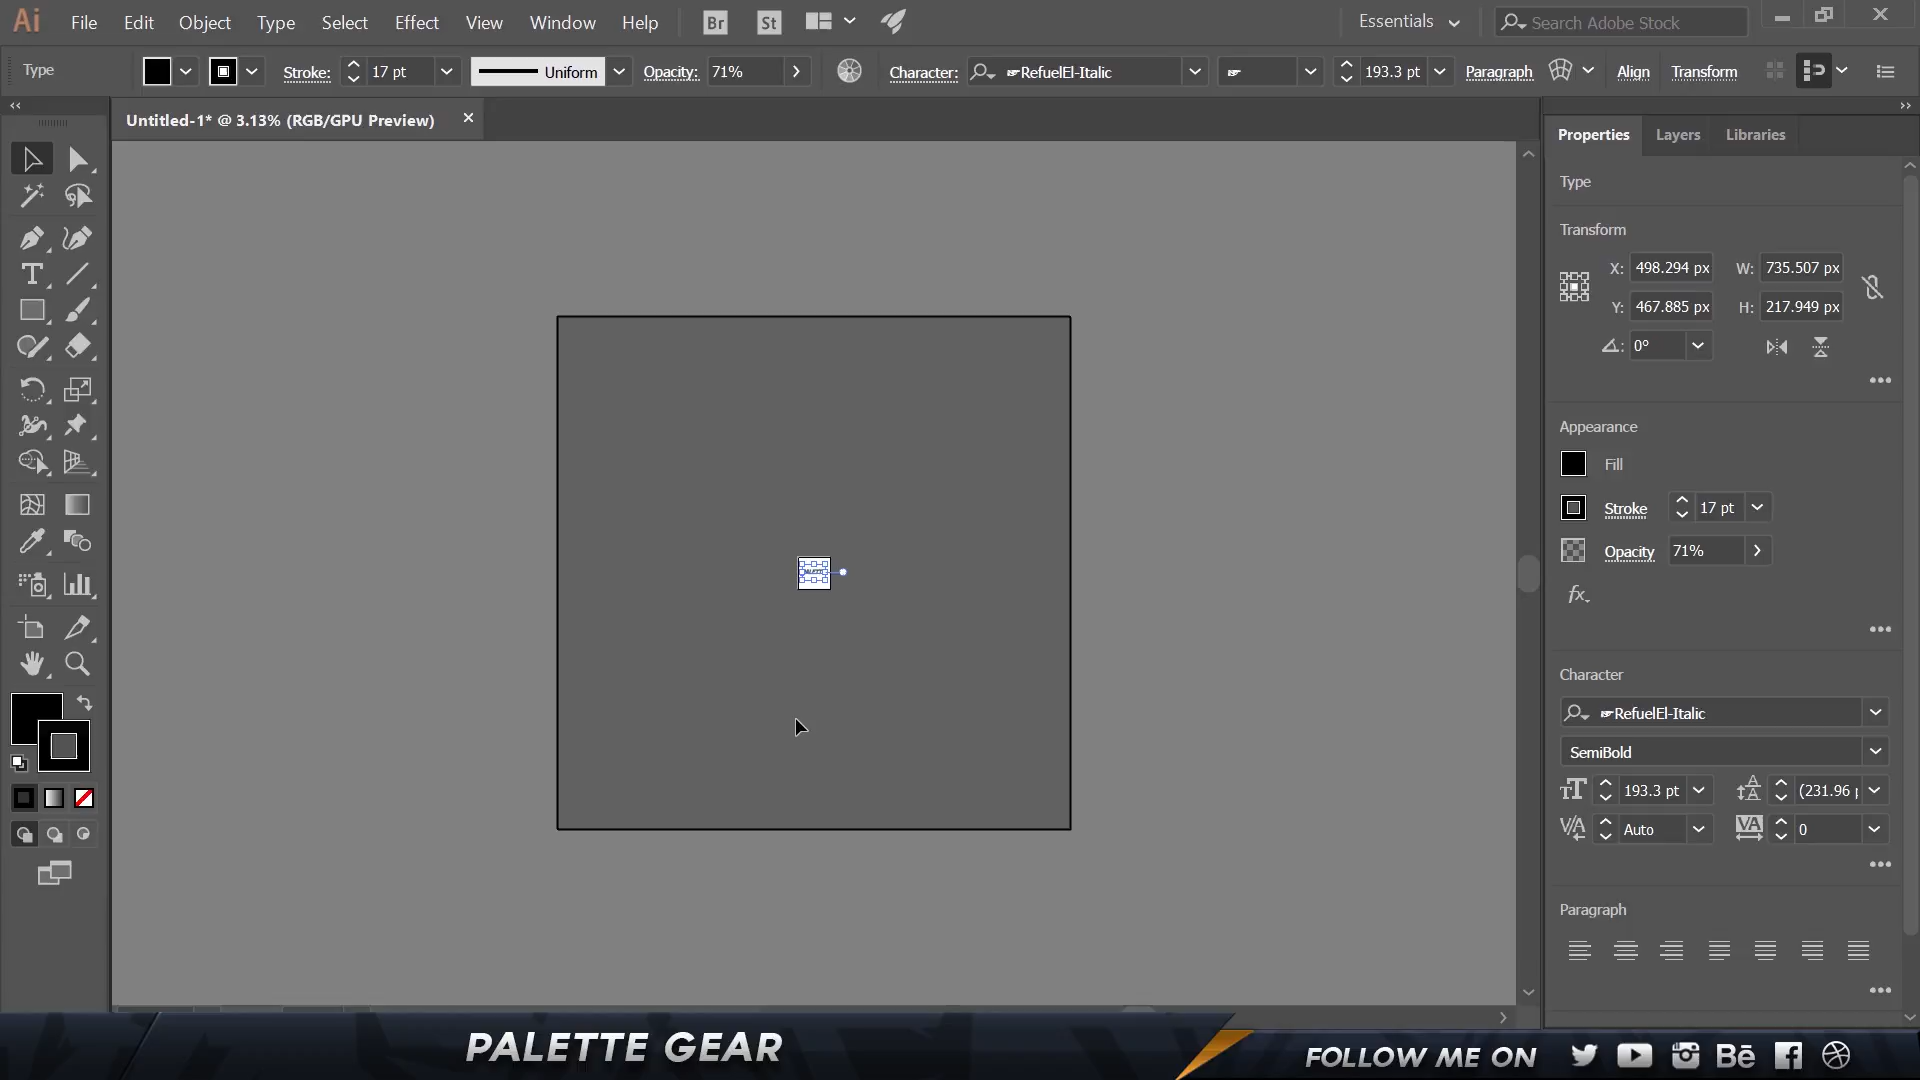 Ai File Edit Object Type Select Effect View Window Help Br St Essentials Search Adobe Stock
Type Stroke: 17 pt Uniform Opacity: 71% Character: RefuelEl-Italic 193.3 pt Paragraph Align Transform
Untitled-1* @ 3.13% (RGB/GPU Preview)
Properties Layers Libraries
Type
Transform
X: 498.294 px W: 735.507 px
Y: 467.885 px H: 217.949 px
0°
Appearance
Fill
Stroke 17 pt
Opacity 71%
fx
Character
RefuelEl-Italic
SemiBold
193.3 pt (231.96 p
Auto 0
Paragraph
PALETTE GEAR
FOLLOW ME ON Bē